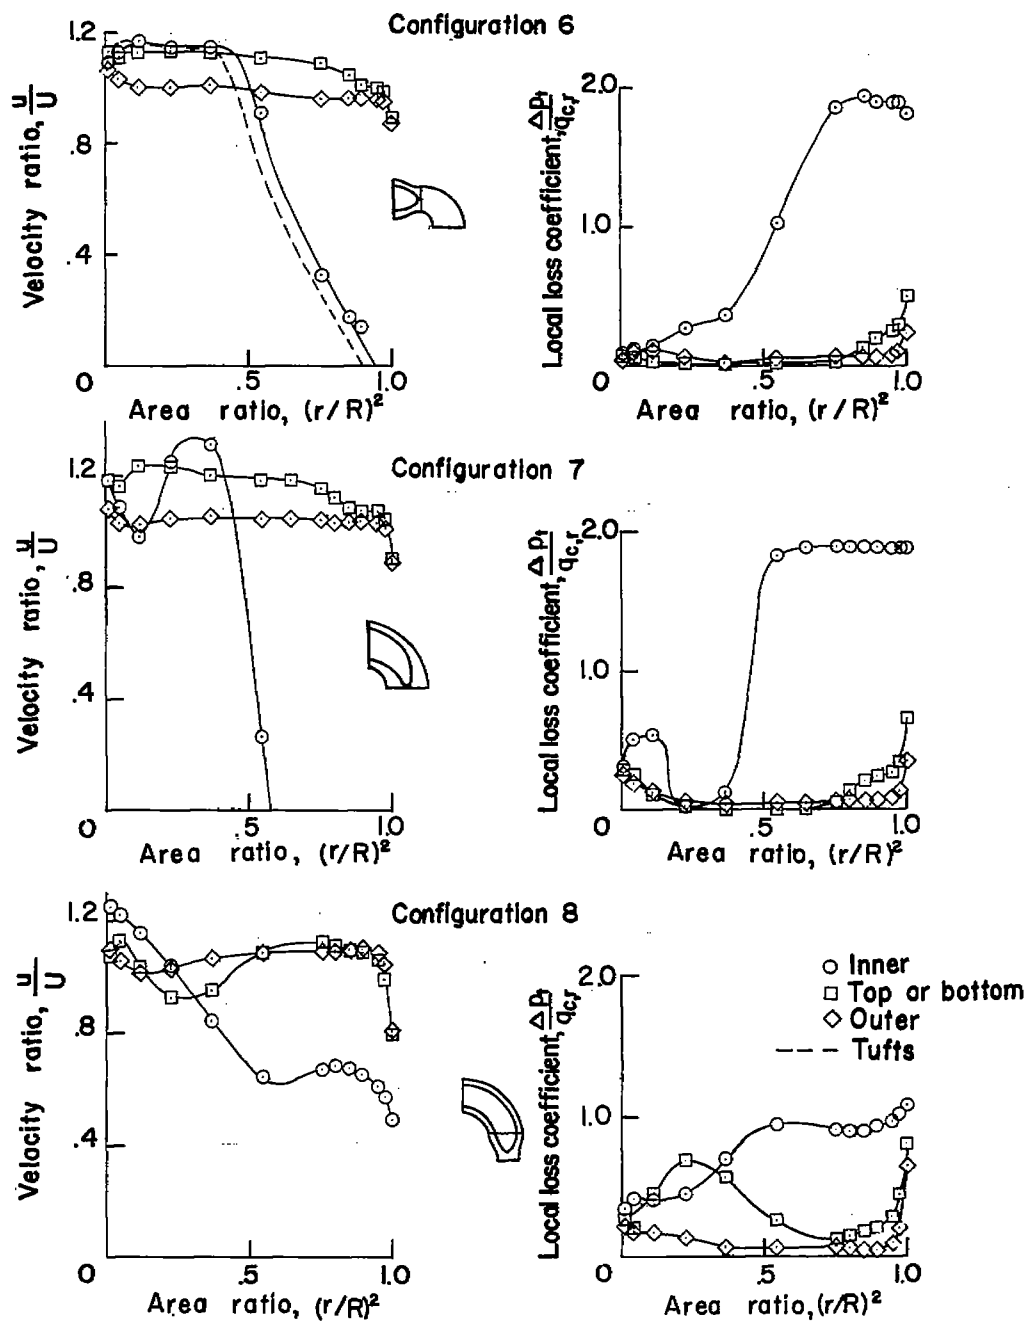 Configuration 6
1.2
.8
.4
0
.5
1.0
Velocity ratio, u/U
Area ratio, (r/R)²
2.0
1.0
0
.5
1.0
Local loss coefficient, Δpt/qc,r
Area ratio, (r/R)²
Configuration 7
1.2
.8
.4
0
.5
1.0
Velocity ratio, u/U
Area ratio, (r/R)²
2.0
1.0
0
.5
1.0
Local loss coefficient, Δpt/qc,r
Area ratio, (r/R)²
Configuration 8
1.2
.8
.4
0
.5
1.0
Velocity ratio, u/U
Area ratio, (r/R)²
2.0
1.0
0
.5
1.0
Local loss coefficient, Δpt/qc,r
Area ratio, (r/R)²
Inner
Top or bottom
Outer
Tufts